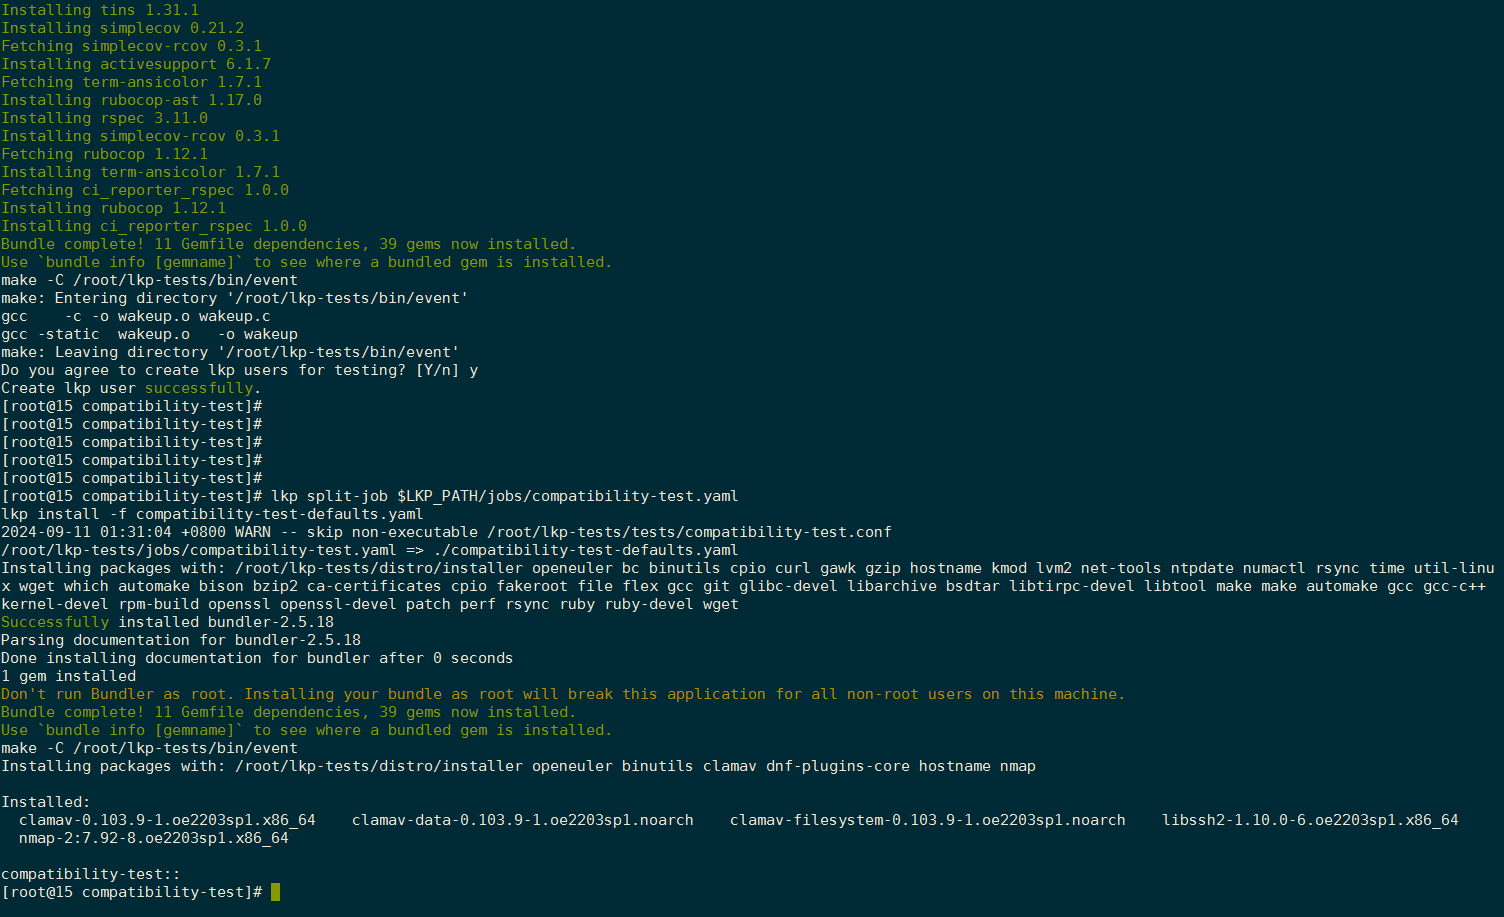 Installing tins 1.31.1
Installing simplecov 0.21.2
Fetching simplecov-rcov 0.3.1
Installing activesupport 6.1.7
Fetching term-ansicolor 1.7.1
Installing rubocop-ast 1.17.0
Installing rspec 3.11.0
Installing simplecov-rcov 0.3.1
Fetching rubocop 1.12.1
Installing term-ansicolor 1.7.1
Fetching ci_reporter_rspec 1.0.0
Installing rubocop 1.12.1
Installing ci_reporter_rspec 1.0.0
Bundle complete! 11 Gemfile dependencies, 39 gems now installed.
Use `bundle info [gemname]` to see where a bundled gem is installed.
make -C /root/lkp-tests/bin/event
make: Entering directory '/root/lkp-tests/bin/event'
gcc    -c -o wakeup.o wakeup.c
gcc -static  wakeup.o   -o wakeup
make: Leaving directory '/root/lkp-tests/bin/event'
Do you agree to create lkp users for testing? [Y/n] y
Create lkp user successfully.
[root@15 compatibility-test]#
[root@15 compatibility-test]#
[root@15 compatibility-test]#
[root@15 compatibility-test]#
[root@15 compatibility-test]#
[root@15 compatibility-test]# lkp split-job $LKP_PATH/jobs/compatibility-test.yaml
lkp install -f compatibility-test-defaults.yaml
2024-09-11 01:31:04 +0800 WARN -- skip non-executable /root/lkp-tests/tests/compatibility-test.conf
/root/lkp-tests/jobs/compatibility-test.yaml => ./compatibility-test-defaults.yaml
Installing packages with: /root/lkp-tests/distro/installer openeuler bc binutils cpio curl gawk gzip hostname kmod lvm2 net-tools ntpdate numactl rsync time util-linu
x wget which automake bison bzip2 ca-certificates cpio fakeroot file flex gcc git glibc-devel libarchive bsdtar libtirpc-devel libtool make make automake gcc gcc-c++
kernel-devel rpm-build openssl openssl-devel patch perf rsync ruby ruby-devel wget
Successfully installed bundler-2.5.18
Parsing documentation for bundler-2.5.18
Done installing documentation for bundler after 0 seconds
1 gem installed
Don't run Bundler as root. Installing your bundle as root will break this application for all non-root users on this machine.
Bundle complete! 11 Gemfile dependencies, 39 gems now installed.
Use `bundle info [gemname]` to see where a bundled gem is installed.
make -C /root/lkp-tests/bin/event
Installing packages with: /root/lkp-tests/distro/installer openeuler binutils clamav dnf-plugins-core hostname nmap
Installed:
  clamav-0.103.9-1.oe2203sp1.x86_64    clamav-data-0.103.9-1.oe2203sp1.noarch    clamav-filesystem-0.103.9-1.oe2203sp1.noarch    libssh2-1.10.0-6.oe2203sp1.x86_64
  nmap-2:7.92-8.oe2203sp1.x86_64
compatibility-test::
[root@15 compatibility-test]#